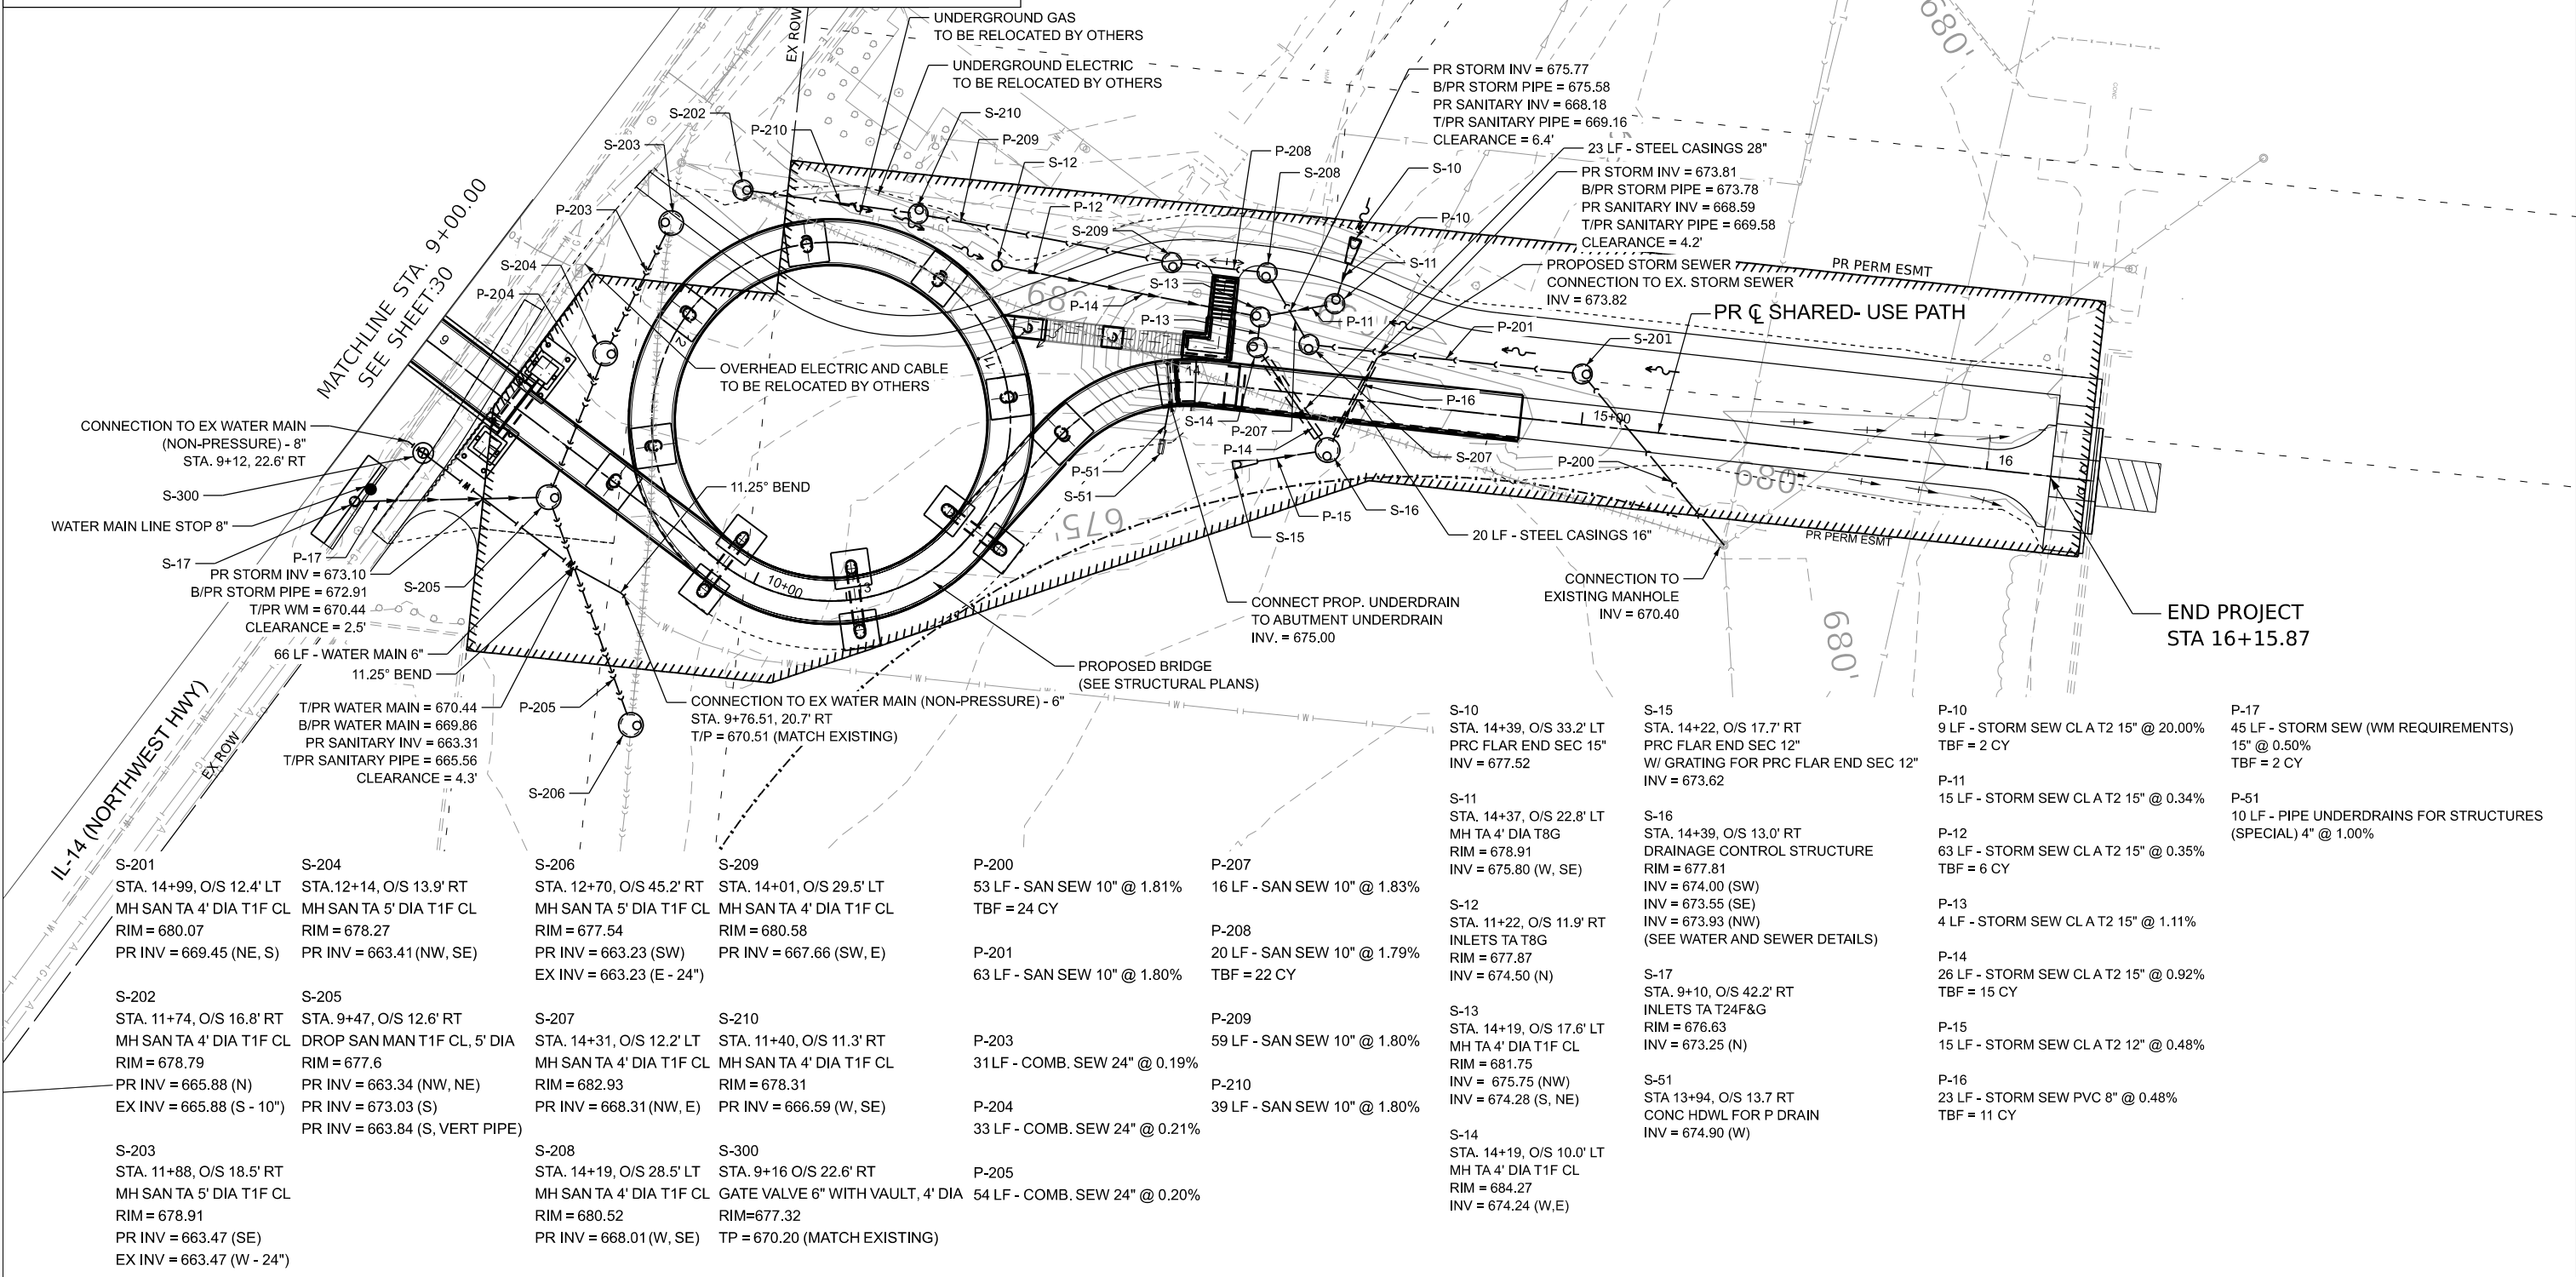 UNDERGROUND GAS
TO BE RELOCATED BY OTHERS
UNDERGROUND ELECTRIC
TO BE RELOCATED BY OTHERS
EX ROW
S-202
P-210
S-210
P-209
S-203
S-12
P-208
S-208
S-10
PR STORM INV = 675.77
B/PR STORM PIPE = 675.58
PR SANITARY INV = 668.18
T/PR SANITARY PIPE = 669.16
CLEARANCE = 6.4'
23 LF - STEEL CASINGS 28"
PR STORM INV = 673.81
B/PR STORM PIPE = 673.78
PR SANITARY INV = 668.59
T/PR SANITARY PIPE = 669.58
CLEARANCE = 4.2'
PROPOSED STORM SEWER
CONNECTION TO EX. STORM SEWER
INV = 673.82
680'
CONC
MATCHLINE STA. 9+00.00
SEE SHEET:30
P-203
P-12
S-209
P-10
S-11
S-204
P-204
S-13
P-14
P-13
P-11
P-201
S-201
PR PERM ESMT
PR ℄ SHARED- USE PATH
9
12
11
14
OVERHEAD ELECTRIC AND CABLE
TO BE RELOCATED BY OTHERS
P-16
15+00
16
CONNECTION TO EX WATER MAIN
(NON-PRESSURE) - 8"
STA. 9+12, 22.6' RT
S-300
WATER MAIN LINE STOP 8"
S-17
P-17
S-14
P-207
P-14
S-207
P-200
680'
P-51
S-51
11.25° BEND
675'
P-15
S-16
S-15
20 LF - STEEL CASINGS 16"
PR PERM ESMT
PR STORM INV = 673.10
B/PR STORM PIPE = 672.91
T/PR WM = 670.44
CLEARANCE = 2.5'
S-205
10+00
13
CONNECT PROP. UNDERDRAIN
TO ABUTMENT UNDERDRAIN
INV. = 675.00
CONNECTION TO
EXISTING MANHOLE
INV = 670.40
680'
END PROJECT
STA 16+15.87
66 LF - WATER MAIN 6"
11.25° BEND
PROPOSED BRIDGE
(SEE STRUCTURAL PLANS)
T/PR WATER MAIN = 670.44
B/PR WATER MAIN = 669.86
PR SANITARY INV = 663.31
T/PR SANITARY PIPE = 665.56
CLEARANCE = 4.3'
P-205
CONNECTION TO EX WATER MAIN (NON-PRESSURE) - 6"
STA. 9+76.51, 20.7' RT
T/P = 670.51 (MATCH EXISTING)
S-206
IL-14 (NORTHWEST HWY)
EX ROW
S-201
STA. 14+99, O/S 12.4' LT
MH SAN TA 4' DIA T1F CL
RIM = 680.07
PR INV = 669.45 (NE, S)
S-202
STA. 11+74, O/S 16.8' RT
MH SAN TA 4' DIA T1F CL
RIM = 678.79
PR INV = 665.88 (N)
EX INV = 665.88 (S - 10")
S-203
STA. 11+88, O/S 18.5' RT
MH SAN TA 5' DIA T1F CL
RIM = 678.91
PR INV = 663.47 (SE)
EX INV = 663.47 (W - 24")
S-204
STA.12+14, O/S 13.9' RT
MH SAN TA 5' DIA T1F CL
RIM = 678.27
PR INV = 663.41 (NW, SE)
S-205
STA. 9+47, O/S 12.6' RT
DROP SAN MAN T1F CL, 5' DIA
RIM = 677.6
PR INV = 663.34 (NW, NE)
PR INV = 673.03 (S)
PR INV = 663.84 (S, VERT PIPE)
S-206
STA. 12+70, O/S 45.2' RT
MH SAN TA 5' DIA T1F CL
RIM = 677.54
PR INV = 663.23 (SW)
EX INV = 663.23 (E - 24")
S-207
STA. 14+31, O/S 12.2' LT
MH SAN TA 4' DIA T1F CL
RIM = 682.93
PR INV = 668.31 (NW, E)
S-208
STA. 14+19, O/S 28.5' LT
MH SAN TA 4' DIA T1F CL
RIM = 680.52
PR INV = 668.01 (W, SE)
S-209
STA. 14+01, O/S 29.5' LT
MH SAN TA 4' DIA T1F CL
RIM = 680.58
PR INV = 667.66 (SW, E)
S-210
STA. 11+40, O/S 11.3' RT
MH SAN TA 4' DIA T1F CL
RIM = 678.31
PR INV = 666.59 (W, SE)
S-300
STA. 9+16 O/S 22.6' RT
GATE VALVE 6" WITH VAULT, 4' DIA
RIM=677.32
TP = 670.20 (MATCH EXISTING)
P-200
53 LF - SAN SEW 10" @ 1.81%
TBF = 24 CY
P-201
63 LF - SAN SEW 10" @ 1.80%
P-203
31LF - COMB. SEW 24" @ 0.19%
P-204
33 LF - COMB. SEW 24" @ 0.21%
P-205
54 LF - COMB. SEW 24" @ 0.20%
P-207
16 LF - SAN SEW 10" @ 1.83%
P-208
20 LF - SAN SEW 10" @ 1.79%
TBF = 22 CY
P-209
59 LF - SAN SEW 10" @ 1.80%
P-210
39 LF - SAN SEW 10" @ 1.80%
S-10
STA. 14+39, O/S 33.2' LT
PRC FLAR END SEC 15"
INV = 677.52
S-11
STA. 14+37, O/S 22.8' LT
MH TA 4' DIA T8G
RIM = 678.91
INV = 675.80 (W, SE)
S-12
STA. 11+22, O/S 11.9' RT
INLETS TA T8G
RIM = 677.87
INV = 674.50 (N)
S-13
STA. 14+19, O/S 17.6' LT
MH TA 4' DIA T1F CL
RIM = 681.75
INV = 675.75 (NW)
INV = 674.28 (S, NE)
S-14
STA. 14+19, O/S 10.0' LT
MH TA 4' DIA T1F CL
RIM = 684.27
INV = 674.24 (W,E)
S-15
STA. 14+22, O/S 17.7' RT
PRC FLAR END SEC 12"
W/ GRATING FOR PRC FLAR END SEC 12"
INV = 673.62
S-16
STA. 14+39, O/S 13.0' RT
DRAINAGE CONTROL STRUCTURE
RIM = 677.81
INV = 674.00 (SW)
INV = 673.55 (SE)
INV = 673.93 (NW)
(SEE WATER AND SEWER DETAILS)
S-17
STA. 9+10, O/S 42.2' RT
INLETS TA T24F&G
RIM = 676.63
INV = 673.25 (N)
S-51
STA 13+94, O/S 13.7 RT
CONC HDWL FOR P DRAIN
INV = 674.90 (W)
P-10
9 LF - STORM SEW CL A T2 15" @ 20.00%
TBF = 2 CY
P-11
15 LF - STORM SEW CL A T2 15" @ 0.34%
P-12
63 LF - STORM SEW CL A T2 15" @ 0.35%
TBF = 6 CY
P-13
4 LF - STORM SEW CL A T2 15" @ 1.11%
P-14
26 LF - STORM SEW CL A T2 15" @ 0.92%
TBF = 15 CY
P-15
15 LF - STORM SEW CL A T2 12" @ 0.48%
P-16
23 LF - STORM SEW PVC 8" @ 0.48%
TBF = 11 CY
P-17
45 LF - STORM SEW (WM REQUIREMENTS)
15" @ 0.50%
TBF = 2 CY
P-51
10 LF - PIPE UNDERDRAINS FOR STRUCTURES
(SPECIAL) 4" @ 1.00%